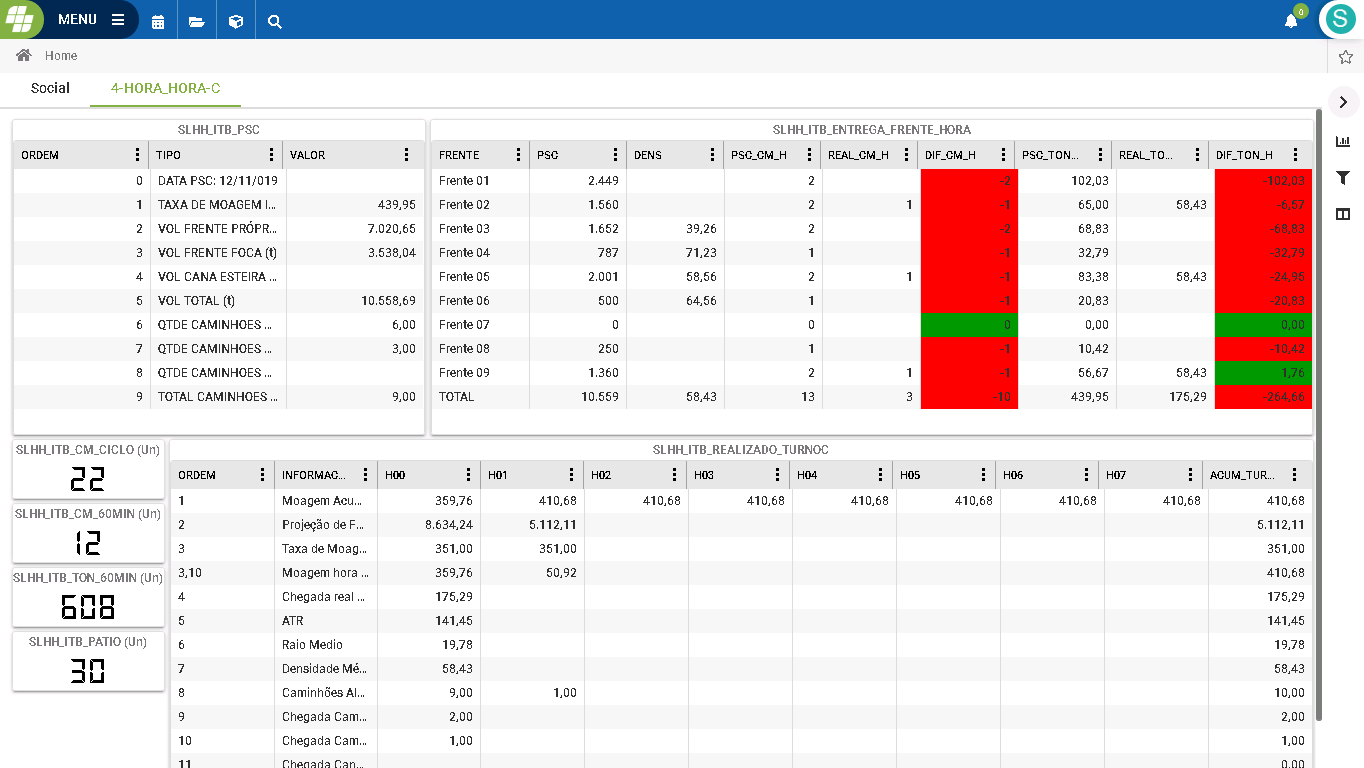 MENU
0
S
Home
Social 4-HORA_HORA-C
SLHH_ITB_PSC
ORDEM TIPO VALOR
0 DATA PSC: 12/11/019
1 TAXA DE MOAGEM I... 439,95
2 VOL FRENTE PRÓPR... 7.020,65
3 VOL FRENTE FOCA (t) 3.538,04
4 VOL CANA ESTEIRA ...
5 VOL TOTAL (t) 10.558,69
6 QTDE CAMINHOES ... 6,00
7 QTDE CAMINHOES ... 3,00
8 QTDE CAMINHOES ...
9 TOTAL CAMINHOES ... 9,00
SLHH_ITB_ENTREGA_FRENTE_HORA
FRENTE PSC DENS PSC_CM_H REAL_CM_H DIF_CM_H PSC_TON... REAL_TO... DIF_TON_H
Frente 01 2.449 2 -2 102,03 -102,03
Frente 02 1.560 2 1 -1 65,00 58,43 -6,57
Frente 03 1.652 39,26 2 -2 68,83 -68,83
Frente 04 787 71,23 1 -1 32,79 -32,79
Frente 05 2.001 58,56 2 1 -1 83,38 58,43 -24,95
Frente 06 500 64,56 1 -1 20,83 -20,83
Frente 07 0 0 0 0,00 0,00
Frente 08 250 1 -1 10,42 -10,42
Frente 09 1.360 2 1 -1 56,67 58,43 1,76
TOTAL 10.559 58,43 13 3 -10 439,95 175,29 -264,66
SLHH_ITB_CM_CICLO (Un)
22
SLHH_ITB_CM_60MIN (Un)
12
SLHH_ITB_TON_60MIN (Un)
608
SLHH_ITB_PATIO (Un)
30
SLHH_ITB_REALIZADO_TURNOC
ORDEM INFORMAC... H00 H01 H02 H03 H04 H05 H06 H07 ACUM_TUR...
1 Moagem Acu... 359,76 410,68 410,68 410,68 410,68 410,68 410,68 410,68 410,68
2 Projeção de F... 8.634,24 5.112,11 5.112,11
3 Taxa de Moag... 351,00 351,00 351,00
3,10 Moagem hora ... 359,76 50,92 410,68
4 Chegada real ... 175,29 175,29
5 ATR 141,45 141,45
6 Raio Medio 19,78 19,78
7 Densidade Mé... 58,43 58,43
8 Caminhões Al... 9,00 1,00 10,00
9 Chegada Cam... 2,00 2,00
10 Chegada Cam... 1,00 1,00
11 Chegada Can... 0,00